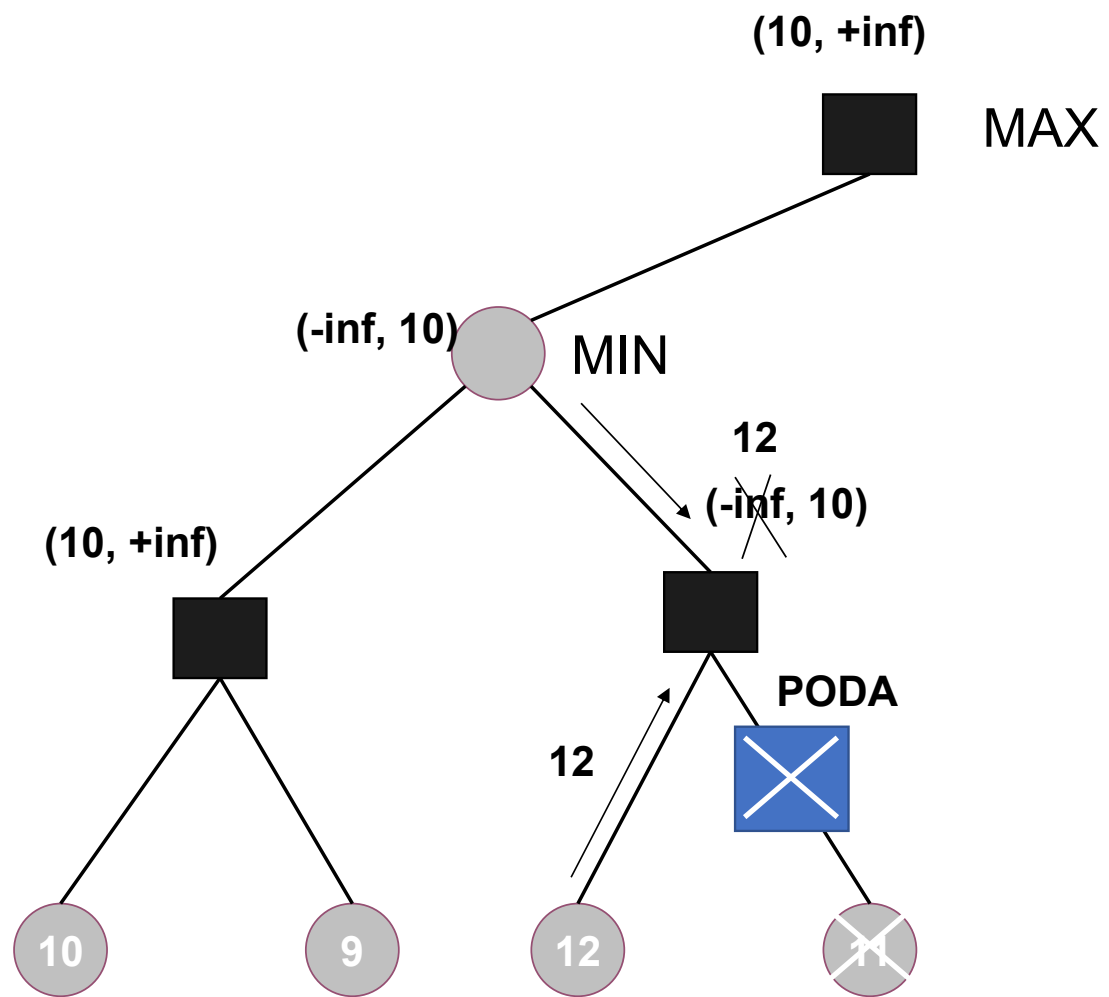 (10, +inf)
MAX
(-inf, 10)
MIN
12
(-inf, 10)
(10, +inf)
PODA
12
10
9
12
11